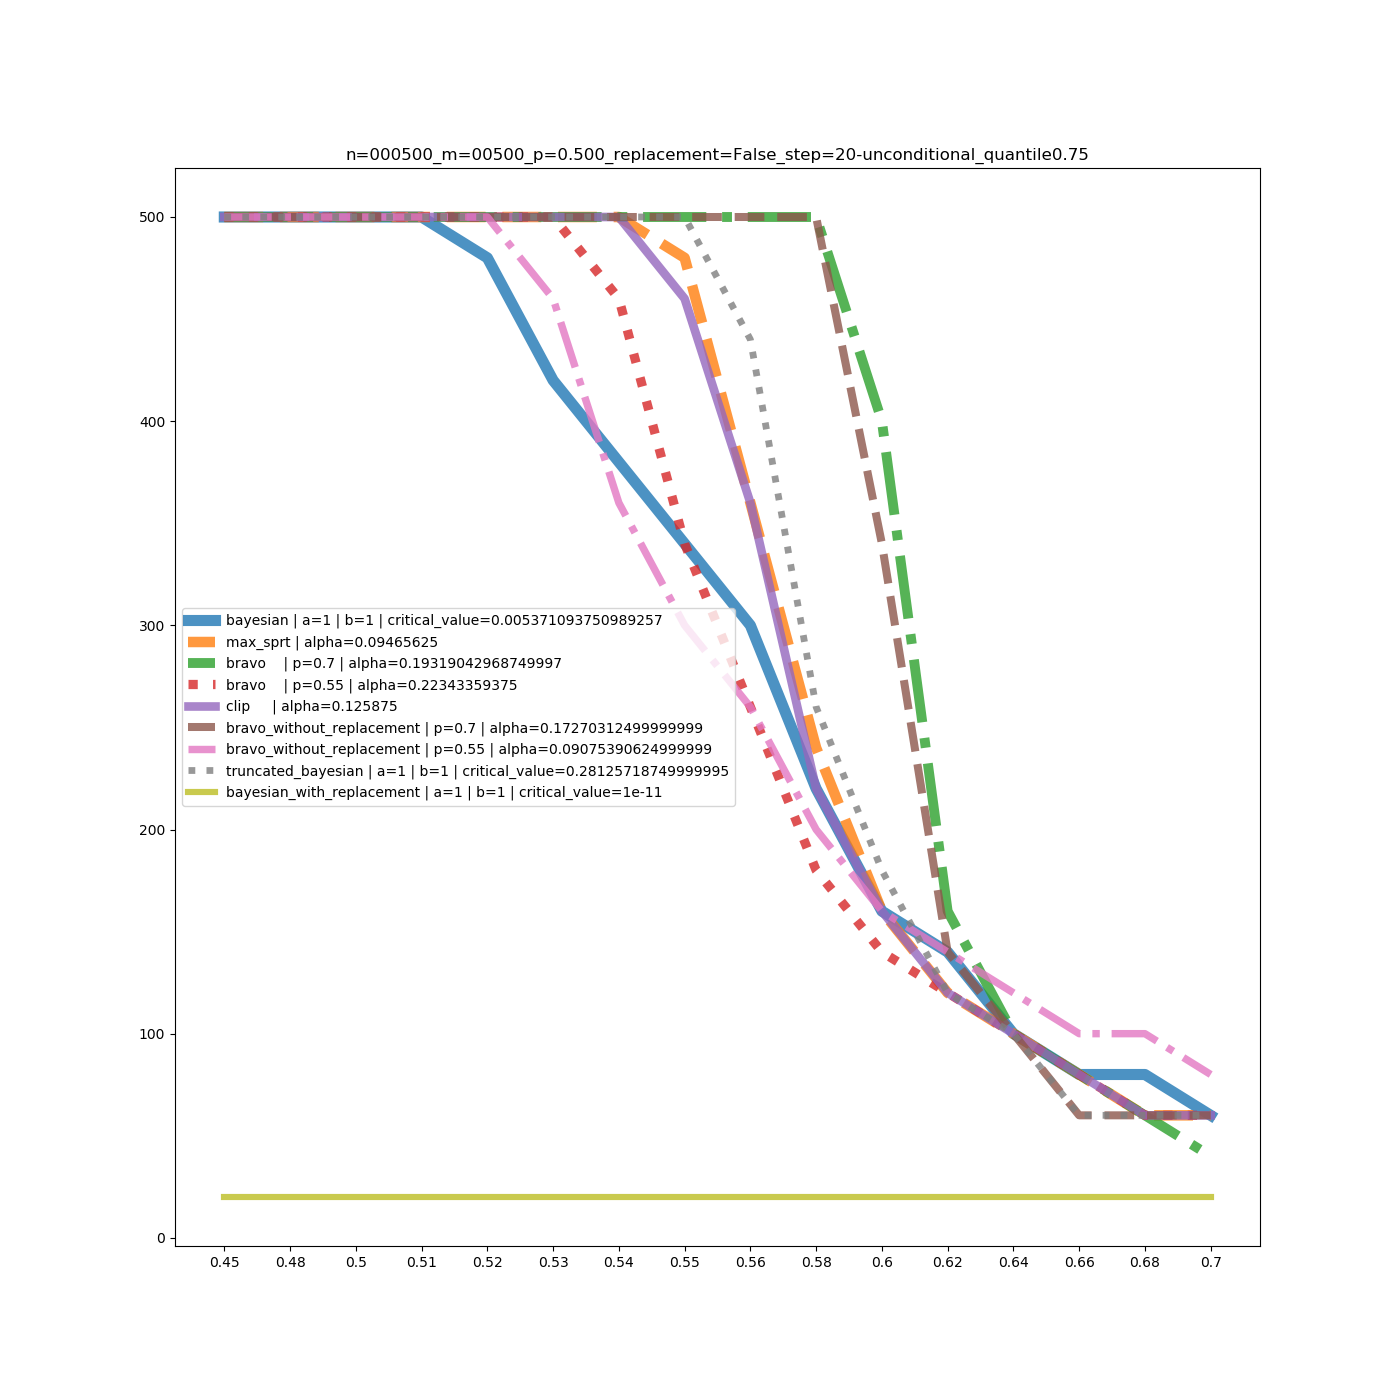 n=000500_m=00500_p=0.500_replacement=False_step=20-unconditional_quantile0.75
500
400
300
200
100
0
bayesian | a=1 | b=1 | critical_value=0.005371093750989257
max_sprt | alpha=0.09465625
bravo | p=0.7 | alpha=0.19319042968749997
bravo | p=0.55 | alpha=0.22343359375
clip | alpha=0.125875
bravo_without_replacement | p=0.7 | alpha=0.17270312499999999
bravo_without_replacement | p=0.55 | alpha=0.09075390624999999
truncated_bayesian | a=1 | b=1 | critical_value=0.28125718749999995
bayesian_with_replacement | a=1 | b=1 | critical_value=1e-11
0.45 0.48 0.5 0.51 0.52 0.53 0.54 0.55 0.56 0.58 0.6 0.62 0.64 0.66 0.68 0.7